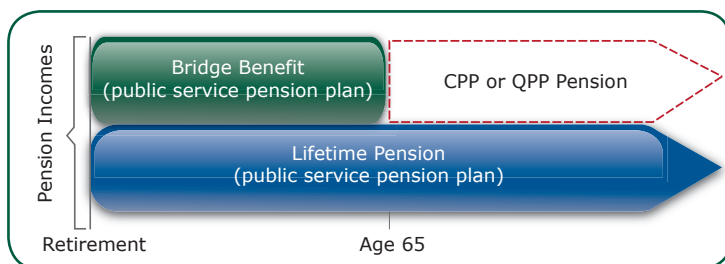 Pension Incomes
Bridge Benefit
(public service pension plan)
CPP or QPP Pension
Lifetime Pension
(public service pension plan)
Retirement
Age 65